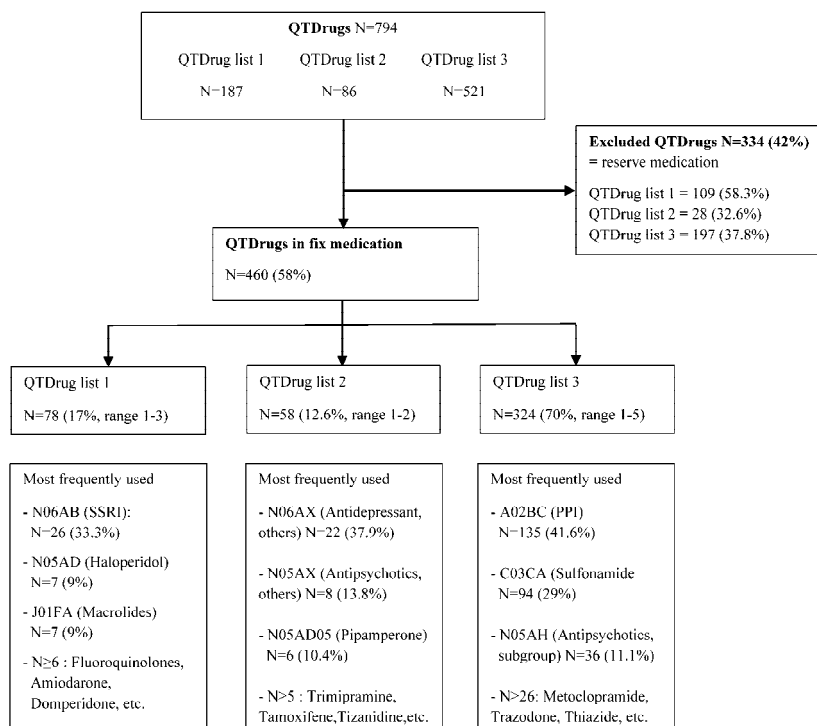 QTDrugs N=794
QTDrug list 1 QTDrug list 2 QTDrug list 3
N=187 N=86 N=521
Excluded QTDrugs N=334 (42%)
= reserve medication
QTDrug list 1 = 109 (58.3%)
QTDrug list 2 = 28 (32.6%)
QTDrug list 3 = 197 (37.8%)
QTDrugs in fix medication
N=460 (58%)
QTDrug list 1
N=78 (17%, range 1-3)
QTDrug list 2
N=58 (12.6%, range 1-2)
QTDrug list 3
N=324 (70%, range 1-5)
Most frequently used
- N06AB (SSRI):
N=26 (33.3%)
- N05AD (Haloperidol)
N=7 (9%)
- J01FA (Macrolides)
N=7 (9%)
- N≥6 : Fluoroquinolones,
Amiodarone,
Domperidone, etc.
Most frequently used
- N06AX (Antidepressant,
others) N=22 (37.9%)
- N05AX (Antipsychotics,
others) N=8 (13.8%)
- N05AD05 (Pipamperone)
N=6 (10.4%)
- N>5 : Trimipramine,
Tamoxifene,Tizanidine,etc.
Most frequently used
- A02BC (PPI)
N=135 (41.6%)
- C03CA (Sulfonamide
N=94 (29%)
- N05AH (Antipsychotics,
subgroup) N=36 (11.1%)
- N>26: Metoclopramide,
Trazodone, Thiazide, etc.